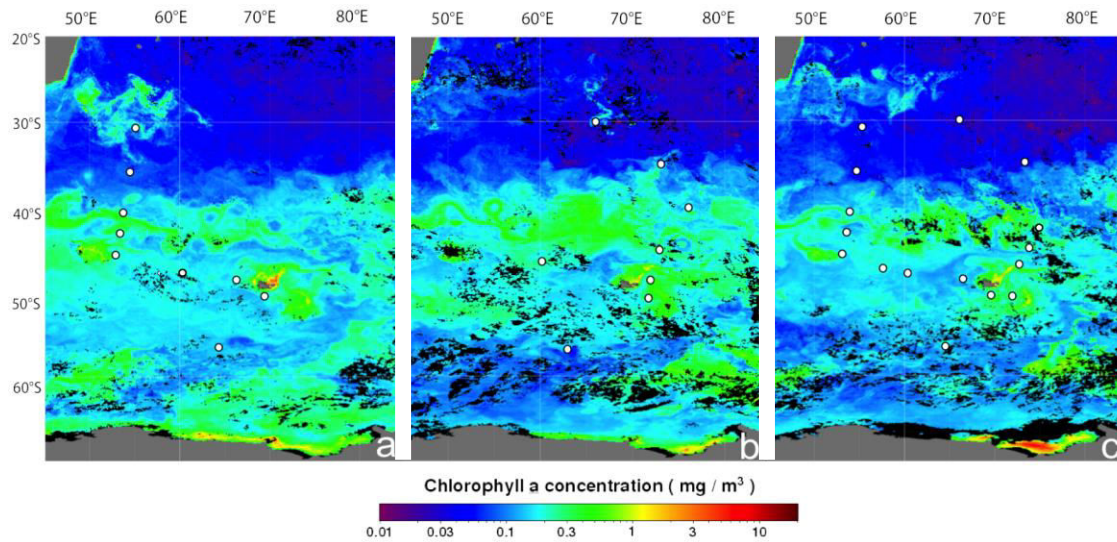 50°E 60°E 70°E 80°E 50°E 60°E 70°E 80°E 50°E 60°E 70°E 80°E
20°S
30°S
40°S
50°S
60°S
a b c
Chlorophyll a concentration ( mg / m³ )
0.01 0.03 0.1 0.3 1 3 10